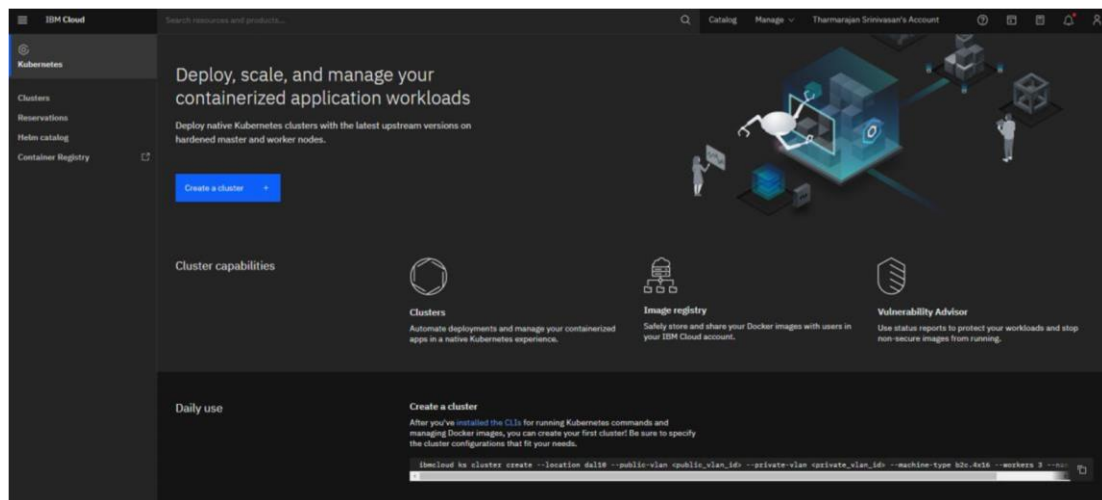 IBM Cloud
Search resources and products...
Catalog
Manage
Tharmarajan Srinivasan's Account
Kubernetes
Clusters
Reservations
Helm catalog
Container Registry
Deploy, scale, and manage your
containerized application workloads
Deploy native Kubernetes clusters with the latest upstream versions on
hardened master and worker nodes.
Create a cluster +
Cluster capabilities
Clusters
Automate deployments and manage your containerized
apps in a native Kubernetes experience.
Image registry
Safely store and share your Docker images with users in
your IBM Cloud account.
Vulnerability Advisor
Use status reports to protect your workloads and stop
non-secure images from running.
Daily use
Create a cluster
After you've installed the CLIs for running Kubernetes commands and
managing Docker images, you can create your first cluster! Be sure to specify
the cluster configurations that fit your needs.
ibmcloud ks cluster create --location dal10 --public-vlan <public_vlan_id> --private-vlan <private_vlan_id> --machine-type b2c.4x16 --workers 3